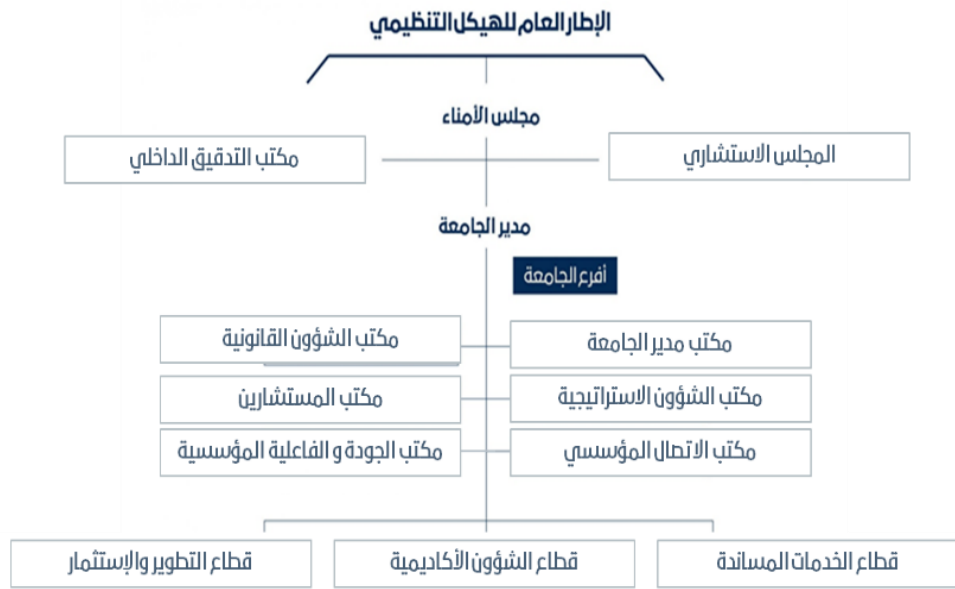 الإطار العام للهيكل التنظيمي
مجلس الأمناء
المجلس الاستشاري
مكتب التدقيق الداخلي
مدير الجامعة
أفرع الجامعة
مكتب مدير الجامعة
مكتب الشؤون القانونية
مكتب الشؤون الاستراتيجية
مكتب المستشارين
مكتب الاتصال المؤسسي
مكتب الجودة و الفاعلية المؤسسية
قطاع الخدمات المساندة
قطاع الشؤون الأكاديمية
قطاع التطوير والإستثمار